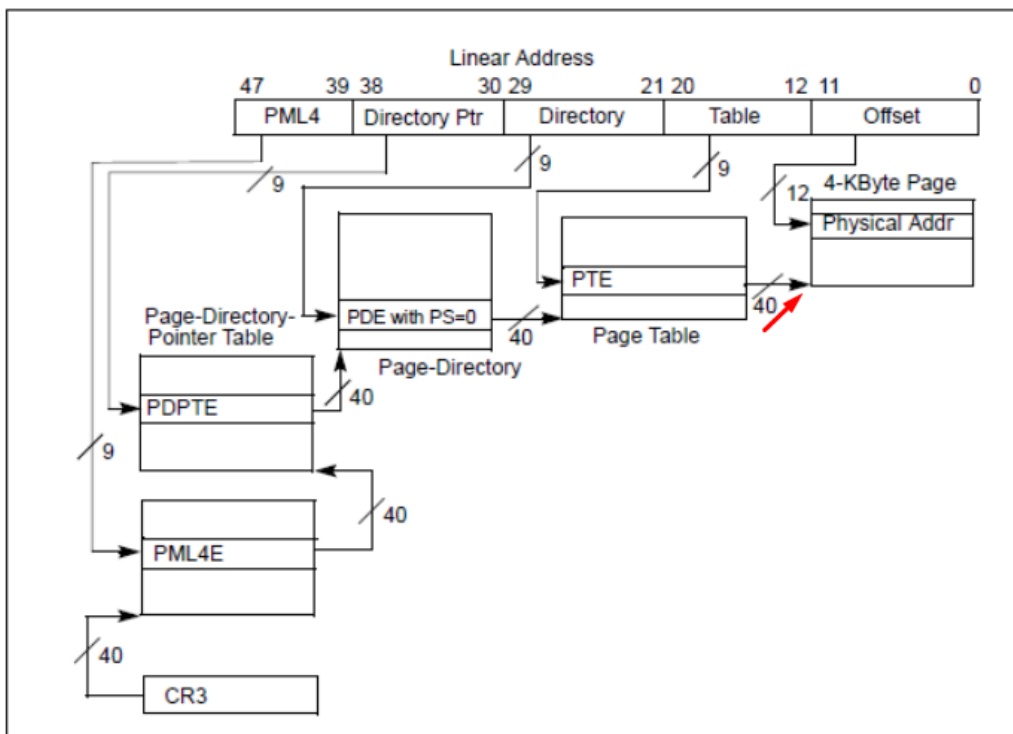 Linear Address
47 39 38 30 29 21 20 12 11 0
PML4 Directory Ptr Directory Table Offset
9 9 9
12 4-KByte Page
Physical Addr
PTE
40
PDE with PS=0
40
Page-Directory-
Pointer Table
Page Table
Page-Directory
40
PDPTE
9
40
PML4E
40
CR3